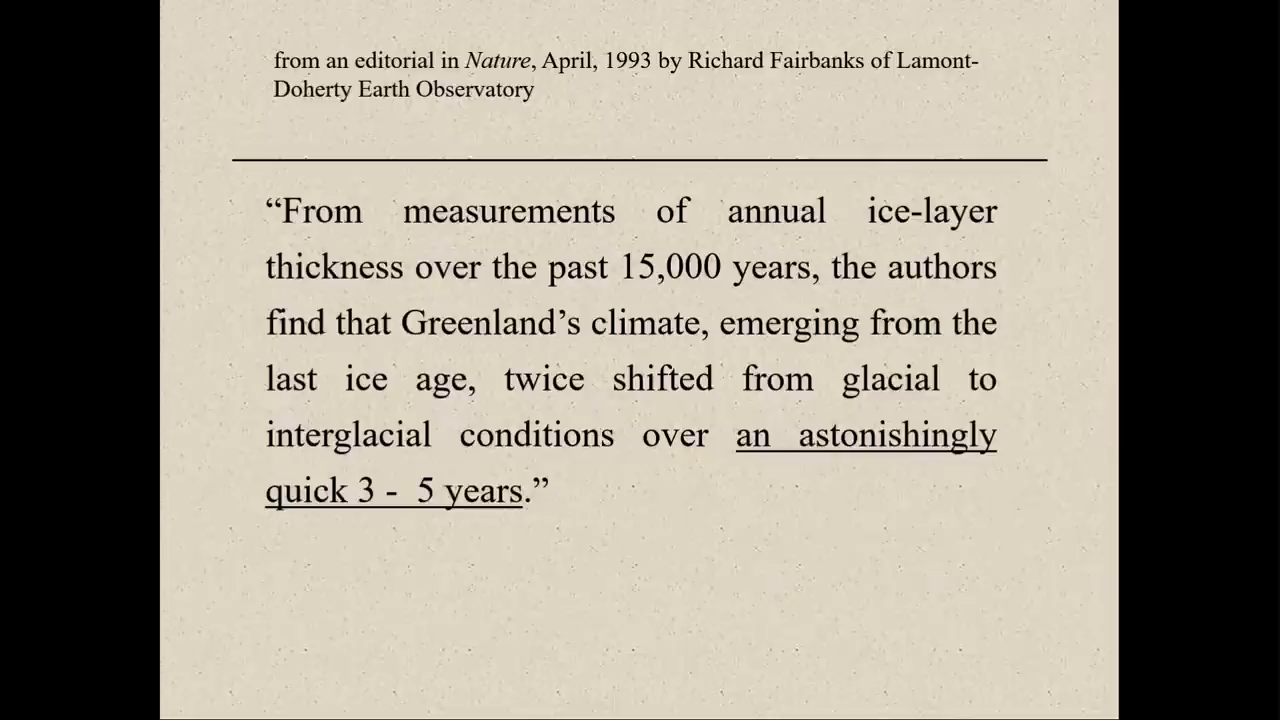 from an editorial in Nature, April, 1993 by Richard Fairbanks of Lamont-
Doherty Earth Observatory
“From measurements of annual ice-layer
thickness over the past 15,000 years, the authors
find that Greenland’s climate, emerging from the
last ice age, twice shifted from glacial to
interglacial conditions over an astonishingly
quick 3 -  5 years.”